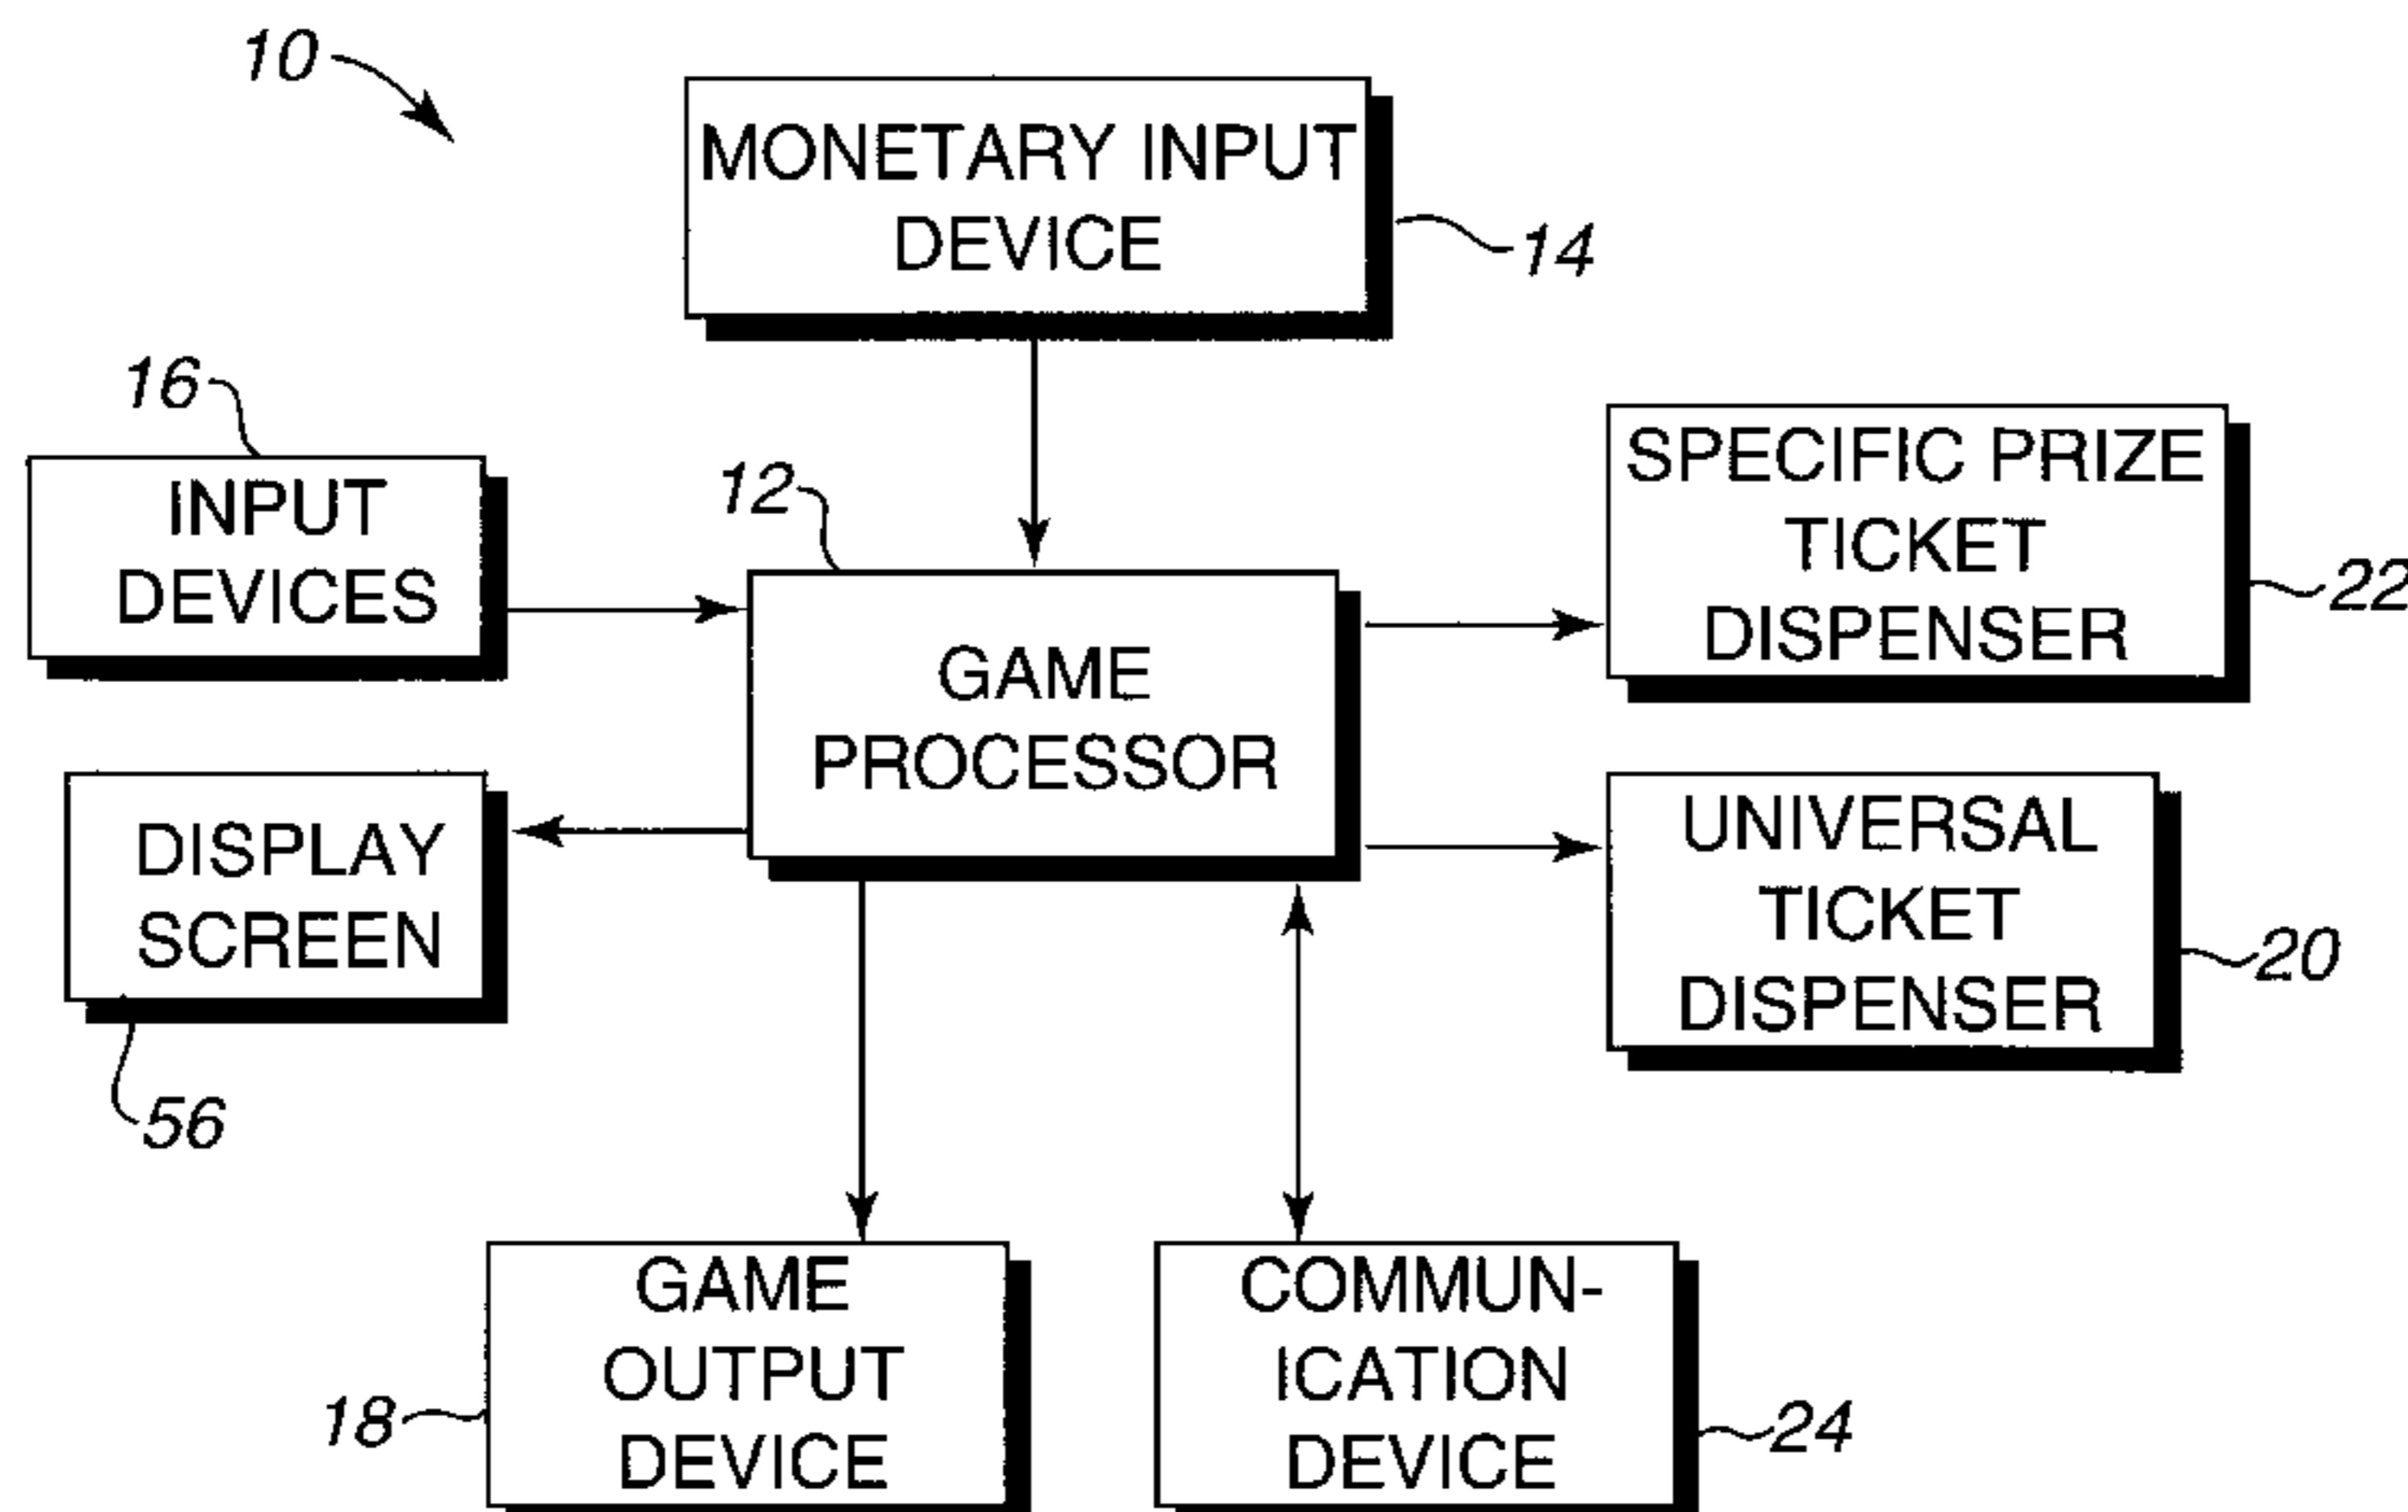 10
MONETARY INPUT
DEVICE
14
16
INPUT
DEVICES
12
GAME
PROCESSOR
SPECIFIC PRIZE
TICKET
DISPENSER
22
DISPLAY
SCREEN
56
UNIVERSAL
TICKET
DISPENSER
20
GAME
OUTPUT
DEVICE
18
COMMUN-
ICATION
DEVICE
24